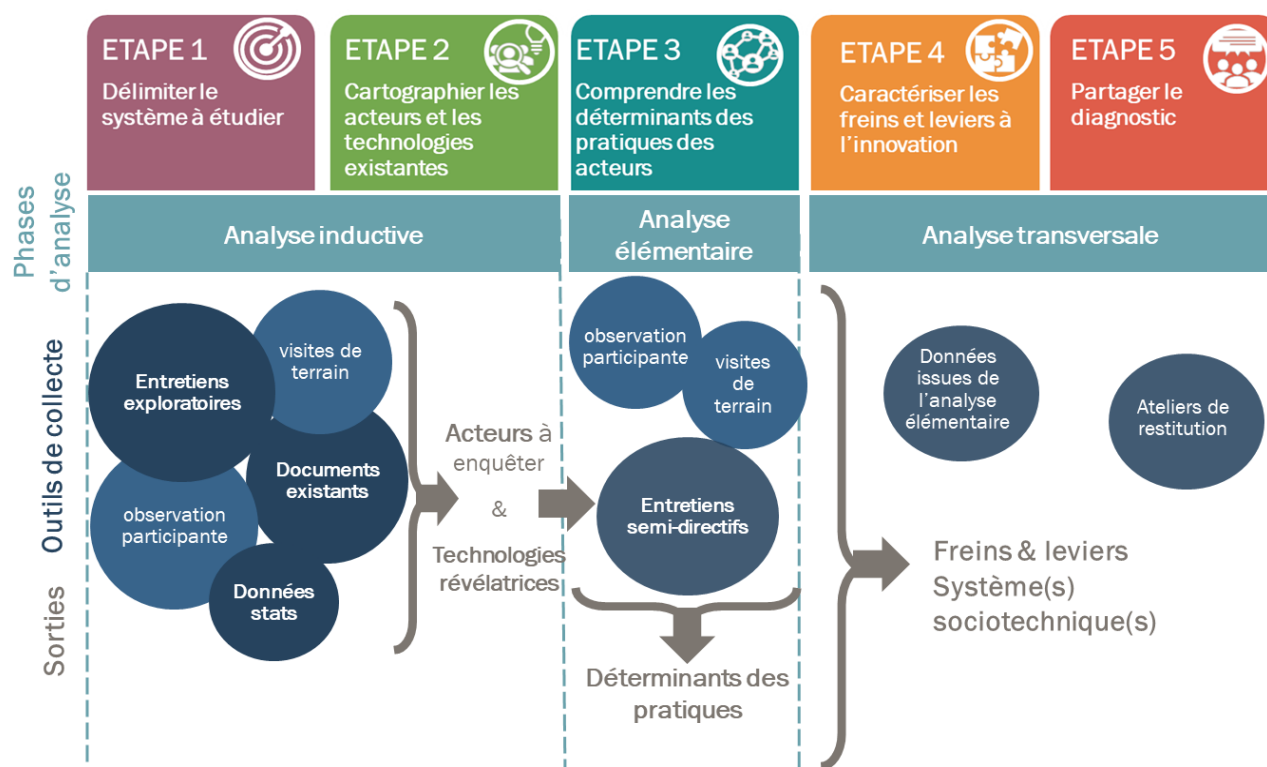 ETAPE 1
Délimiter le
système à étudier
ETAPE 2
Cartographier les
acteurs et les
technologies
existantes
ETAPE 3
Comprendre les
déterminants des
pratiques des
acteurs
ETAPE 4
Caractériser les
freins et leviers à
l'innovation
ETAPE 5
Partager le
diagnostic
Phases
d'analyse
Analyse inductive
Analyse
élémentaire
Analyse transversale
Outils de collecte
Entretiens
exploratoires
visites de
terrain
Documents
existants
observation
participante
Données
stats
Acteurs à
enquêter
&
Technologies
révélatrices
observation
participante
visites
de
terrain
Entretiens
semi-directifs
Données
issues de
l'analyse
élémentaire
Ateliers de
restitution
Sorties
Déterminants des
pratiques
Freins & leviers
Système(s)
sociotechnique(s)